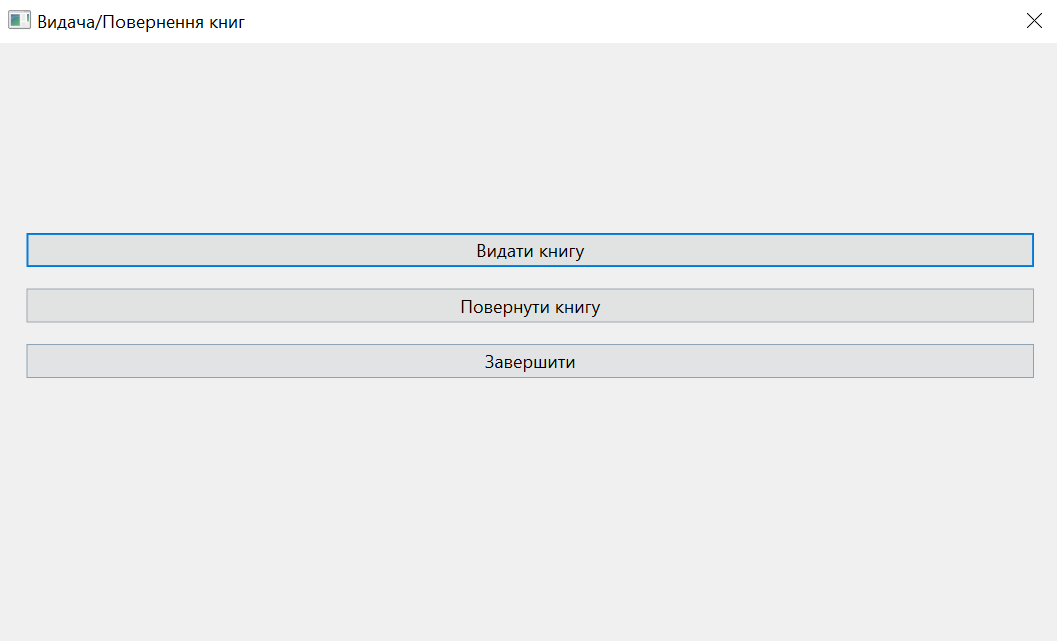 Видача/Повернення книг
Видати книгу
Повернути книгу
Завершити